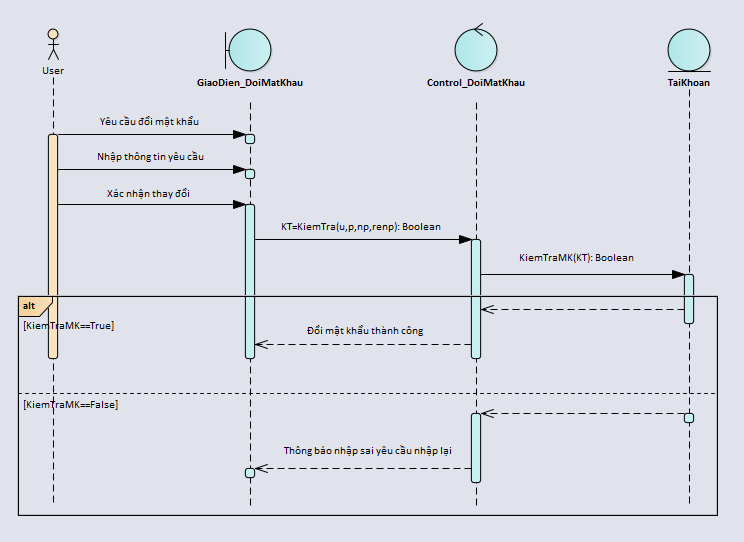 User
GiaoDien_DoiMatKhau
Control_DoiMatKhau
TaiKhoan
Yêu cầu đổi mật khẩu
Nhập thông tin yêu cầu
Xác nhận thay đổi
KT=KiemTra(u,p,np,renp): Boolean
KiemTraMK(KT): Boolean
alt
[KiemTraMK==True]
Đổi mật khẩu thành công
[KiemTraMK==False]
Thông báo nhập sai yêu cầu nhập lại